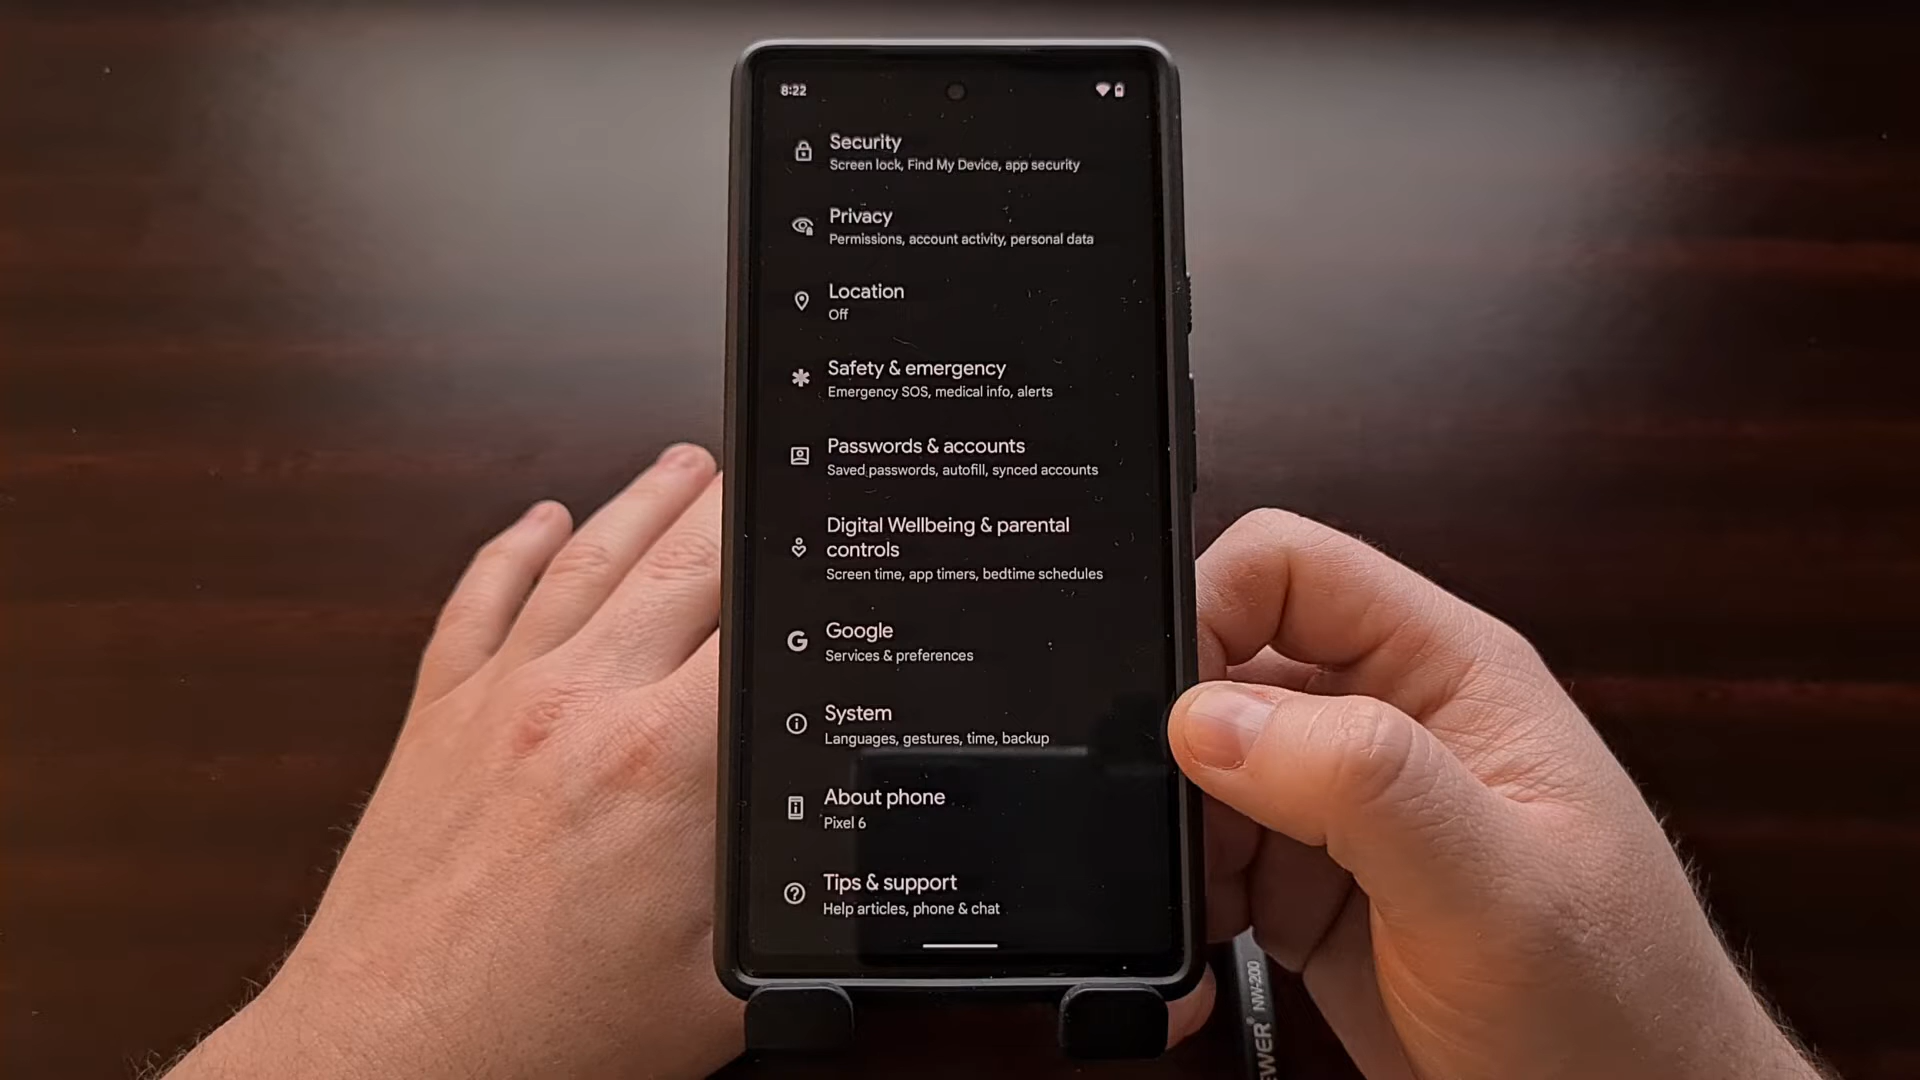 8:22
Security
Screen lock, Find My Device, app security
Privacy
Permissions, account activity, personal data
Location
Off
Safety & emergency
Emergency SOS, medical info, alerts
Passwords & accounts
Saved passwords, autofill, synced accounts
Digital Wellbeing & parental
controls
Screen time, app timers, bedtime schedules
Google
Services & preferences
System
Languages, gestures, time, backup
About phone
Pixel 6
Tips & support
Help articles, phone & chat
EWER® NW-200